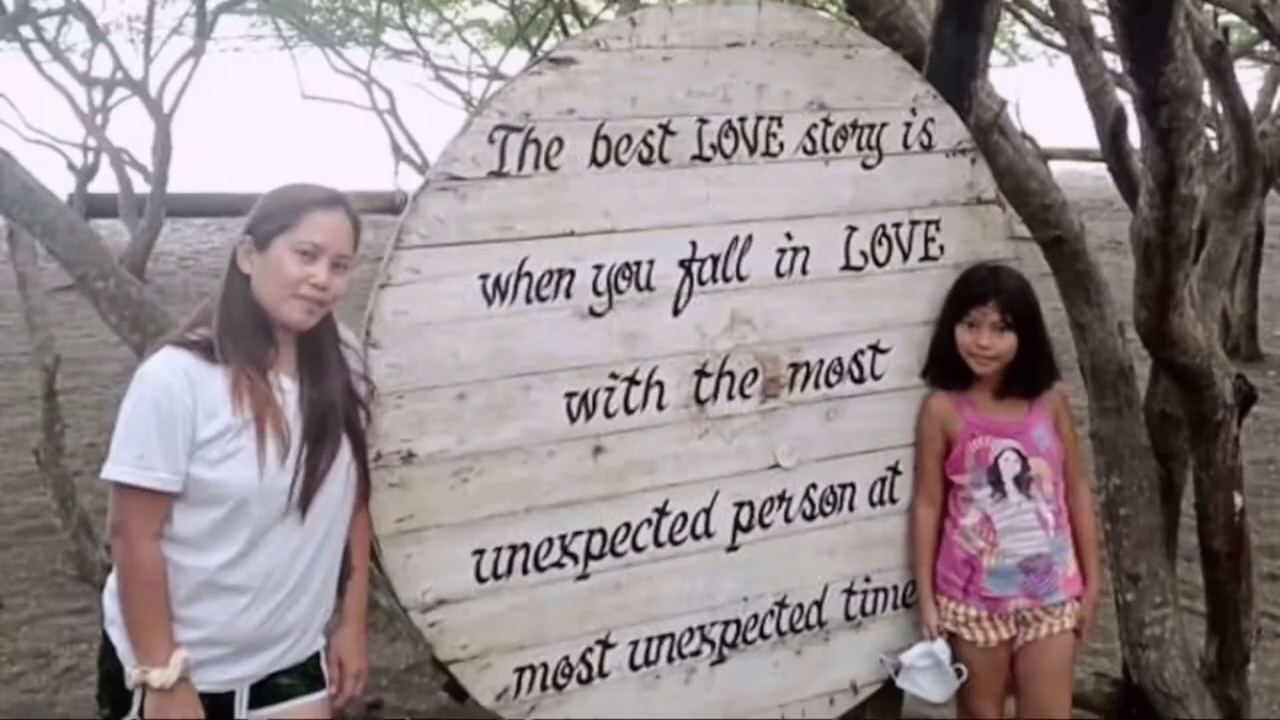 The best LOVE story is
when you fall in LOVE
with the most
unexpected person at
most unexpected time